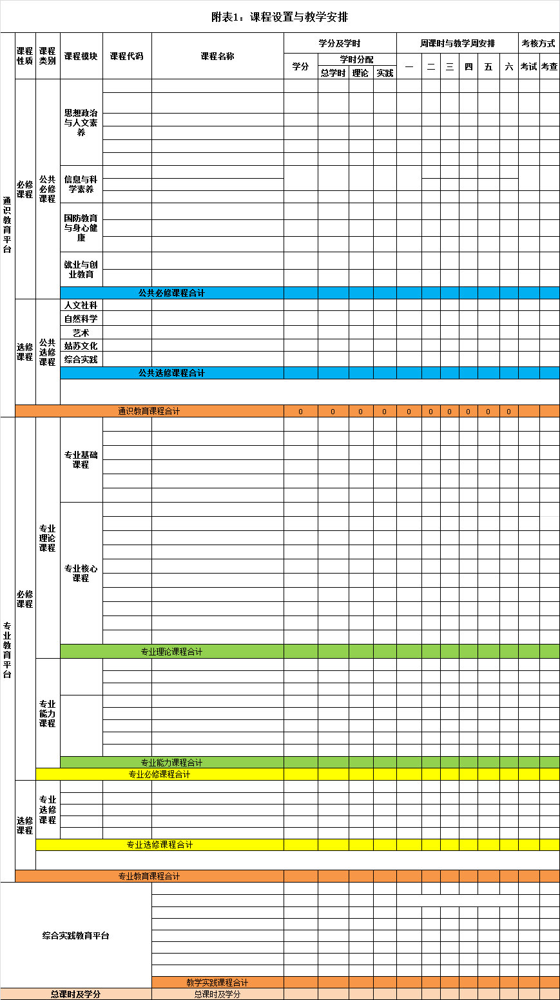 附表1：课程设置与教学安排
课程
性质
课程
类别
课程模块
课程代码
课程名称
学分及学时
周课时与教学周安排
考核方式
学分
学时分配
总学时
理论
实践
一
二
三
四
五
六
考试
考查
通
识
教
育
平
台
必修
课程
公共
必修
课程
思想政治
与人文素
养
信息与科
学素养
国防教育
与身心健
康
就业与创
业教育
公共必修课程合计
选修
课程
公共
选修
课程
人文社科
自然科学
艺术
姑苏文化
综合实践
公共选修课程合计
通识教育课程合计 0 0 0 0 0 0 0 0 0 0
专
业
教
育
平
台
必修
课程
专业
理论
课程
专业基础
课程
专业核心
课程
专业理论课程合计
专业
能力
课程
专业能力课程合计
专业必修课程合计
选修
课程
专业
选修
课程
专业选修课程合计
专业教育课程合计
综合实践教育平台
教学实践课程合计
总课时及学分 总课时及学分